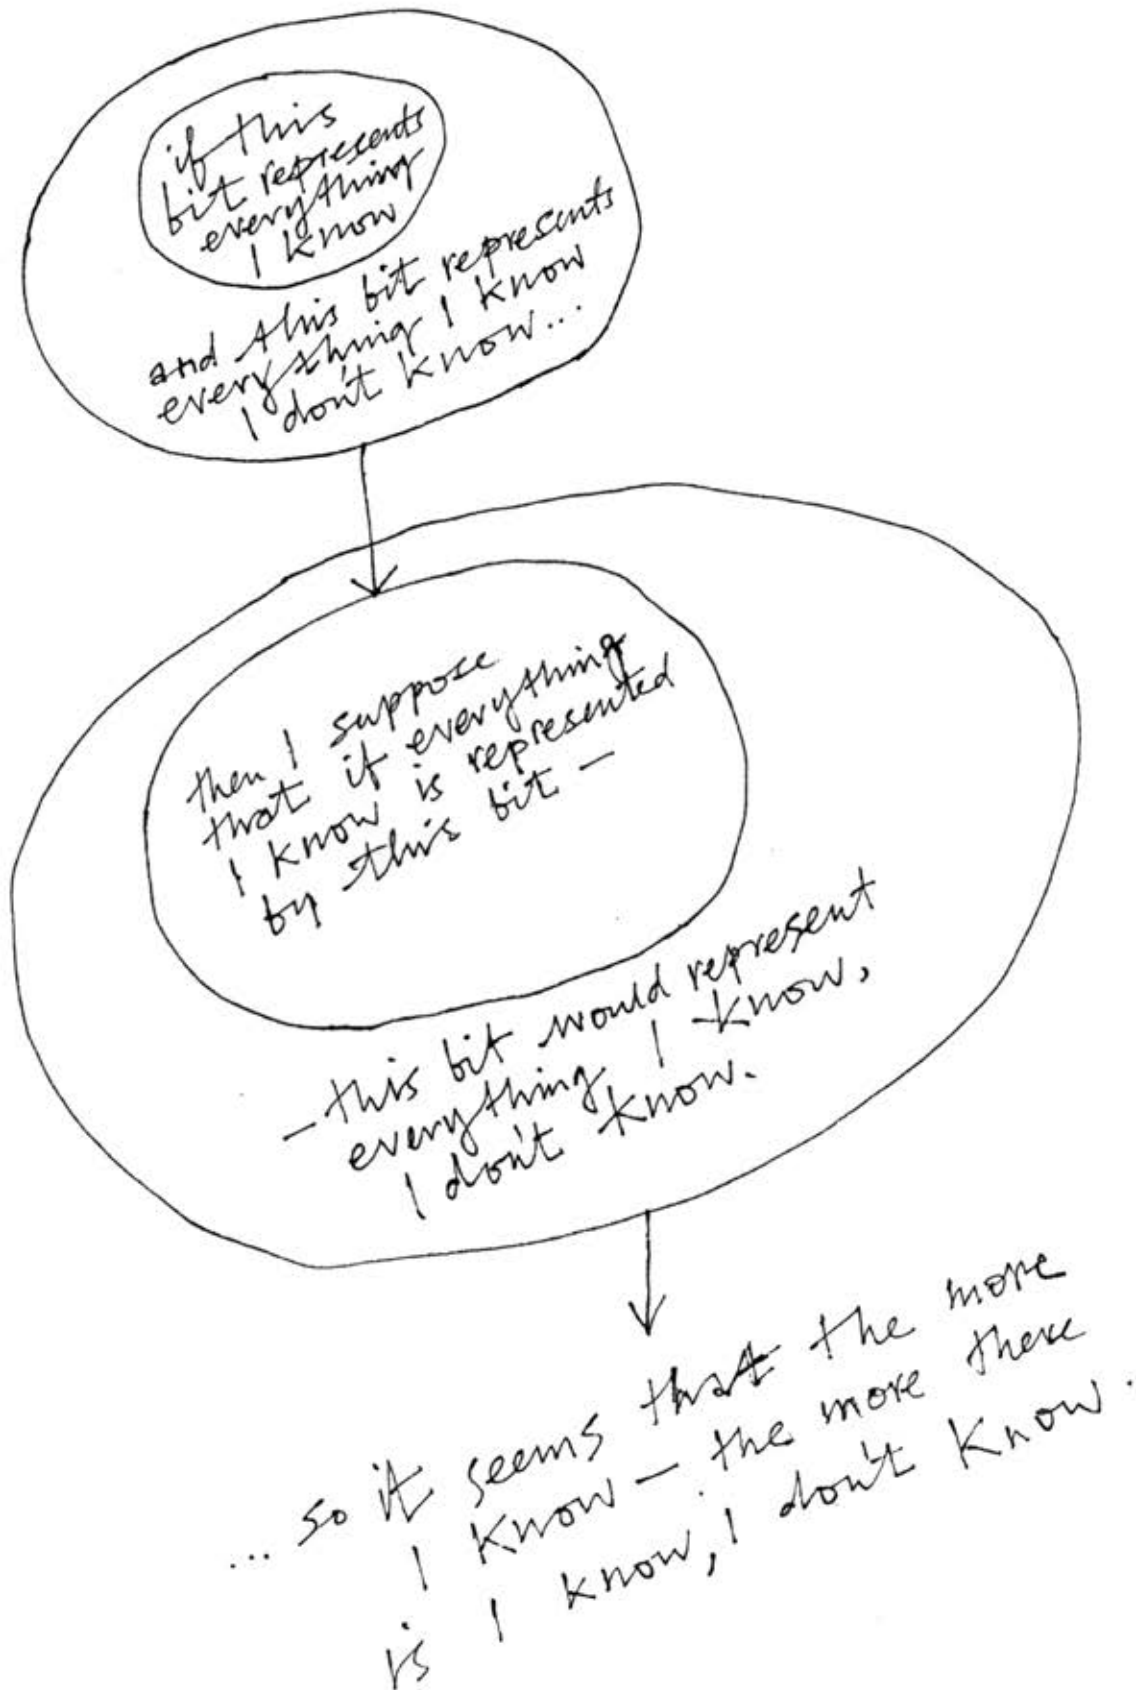 if this
bit represents
everything
I know
and this bit represents
everything I know
I don't know...
then I suppose
that if everything
I know is represented
by this bit —
— this bit would represent
everything I know,
I don't know.
... so it seems that the more
I know — the more there
is I know, I don't know.